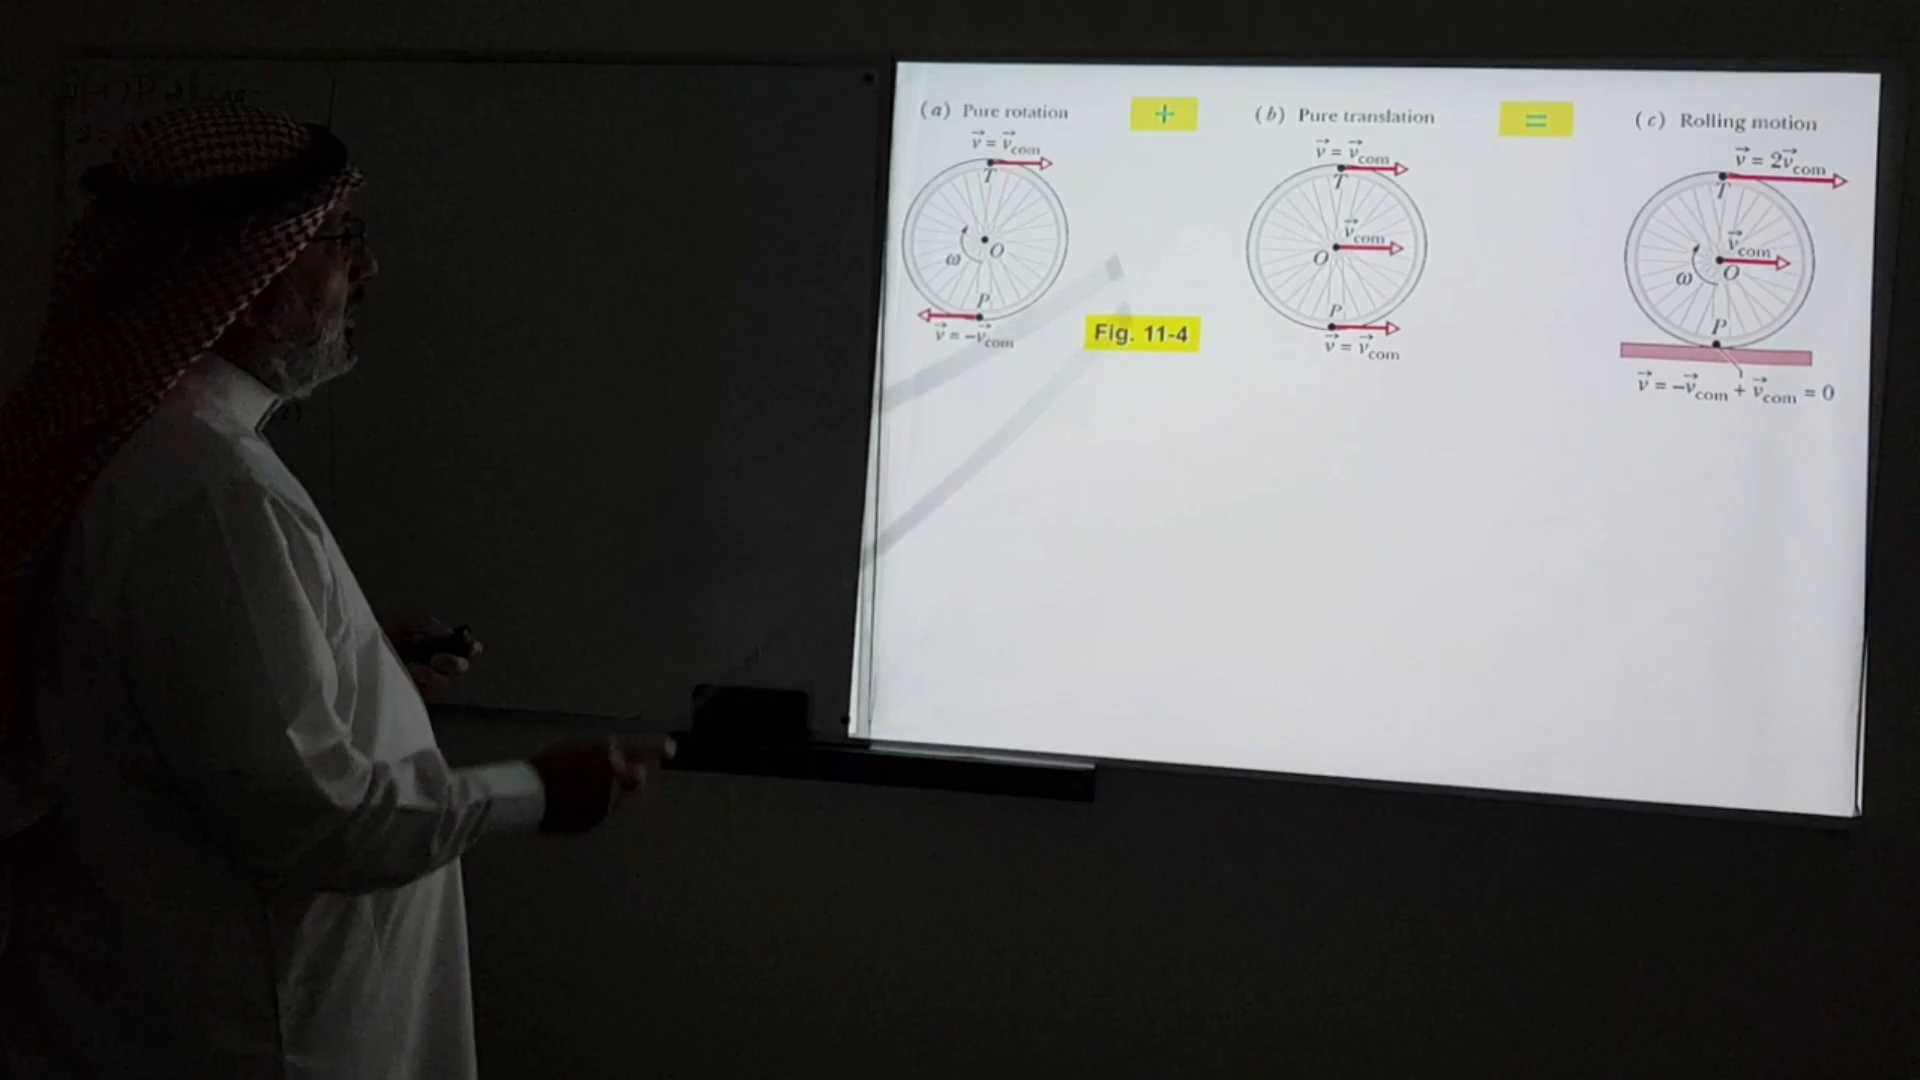 (a) Pure rotation
+
(b) Pure translation
=
(c) Rolling motion
v⃗ = v⃗com
T
O
ω
P
v⃗ = −v⃗com
Fig. 11-4
v⃗ = v⃗com
T
v⃗com
O
P
v⃗ = v⃗com
v⃗ = 2v⃗com
T
v⃗com
O
ω
P
v⃗ = −v⃗com + v⃗com = 0